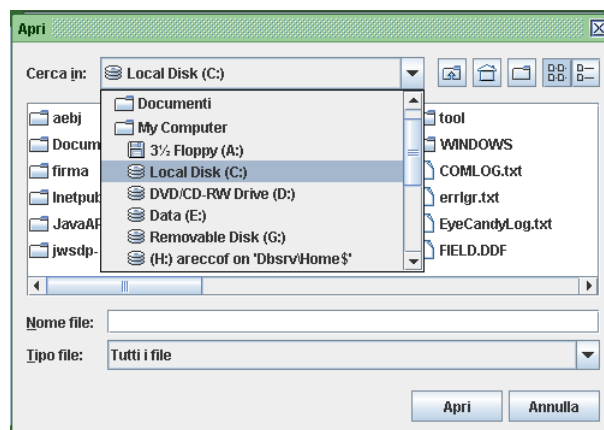 Apri
Cerca in: Local Disk (C:)
Documenti
My Computer
3½ Floppy (A:)
Local Disk (C:)
DVD/CD-RW Drive (D:)
Data (E:)
Removable Disk (G:)
(H:) areccof on 'Dbsrv\Home$'
aebj
Docum
firma
Inetpub
JavaAP
jwsdp-
tool
WINDOWS
COMLOG.txt
errlgr.txt
EyeCandyLog.txt
FIELD.DDF
Nome file:
Tipo file: Tutti i file
Apri Annulla